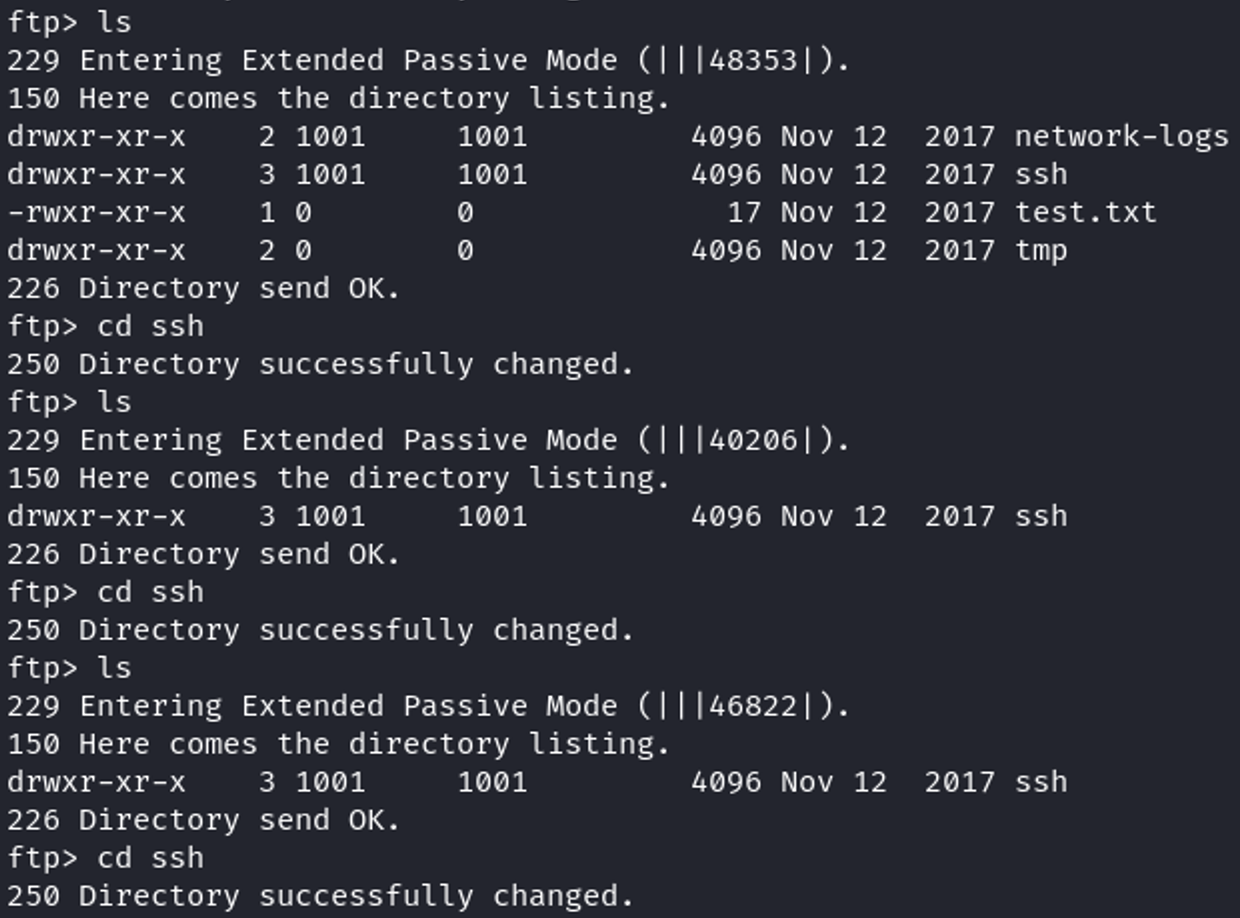 ftp> ls
229 Entering Extended Passive Mode (|||48353|).
150 Here comes the directory listing.
drwxr-xr-x    2 1001     1001         4096 Nov 12  2017 network-logs
drwxr-xr-x    3 1001     1001         4096 Nov 12  2017 ssh
-rwxr-xr-x    1 0        0              17 Nov 12  2017 test.txt
drwxr-xr-x    2 0        0            4096 Nov 12  2017 tmp
226 Directory send OK.
ftp> cd ssh
250 Directory successfully changed.
ftp> ls
229 Entering Extended Passive Mode (|||40206|).
150 Here comes the directory listing.
drwxr-xr-x    3 1001     1001         4096 Nov 12  2017 ssh
226 Directory send OK.
ftp> cd ssh
250 Directory successfully changed.
ftp> ls
229 Entering Extended Passive Mode (|||46822|).
150 Here comes the directory listing.
drwxr-xr-x    3 1001     1001         4096 Nov 12  2017 ssh
226 Directory send OK.
ftp> cd ssh
250 Directory successfully changed.